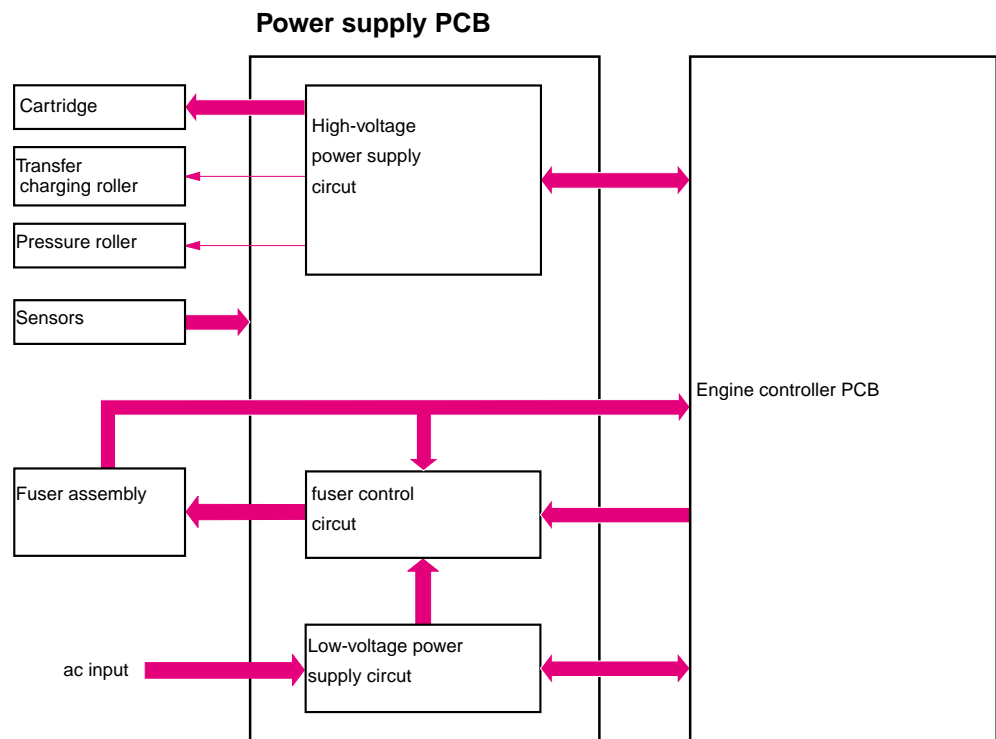 Power supply PCB
Cartridge
High-voltage
power supply
circut
Transfer
charging roller
Pressure roller
Sensors
Engine controller PCB
Fuser assembly
fuser control
circut
ac input
Low-voltage power
supply circut